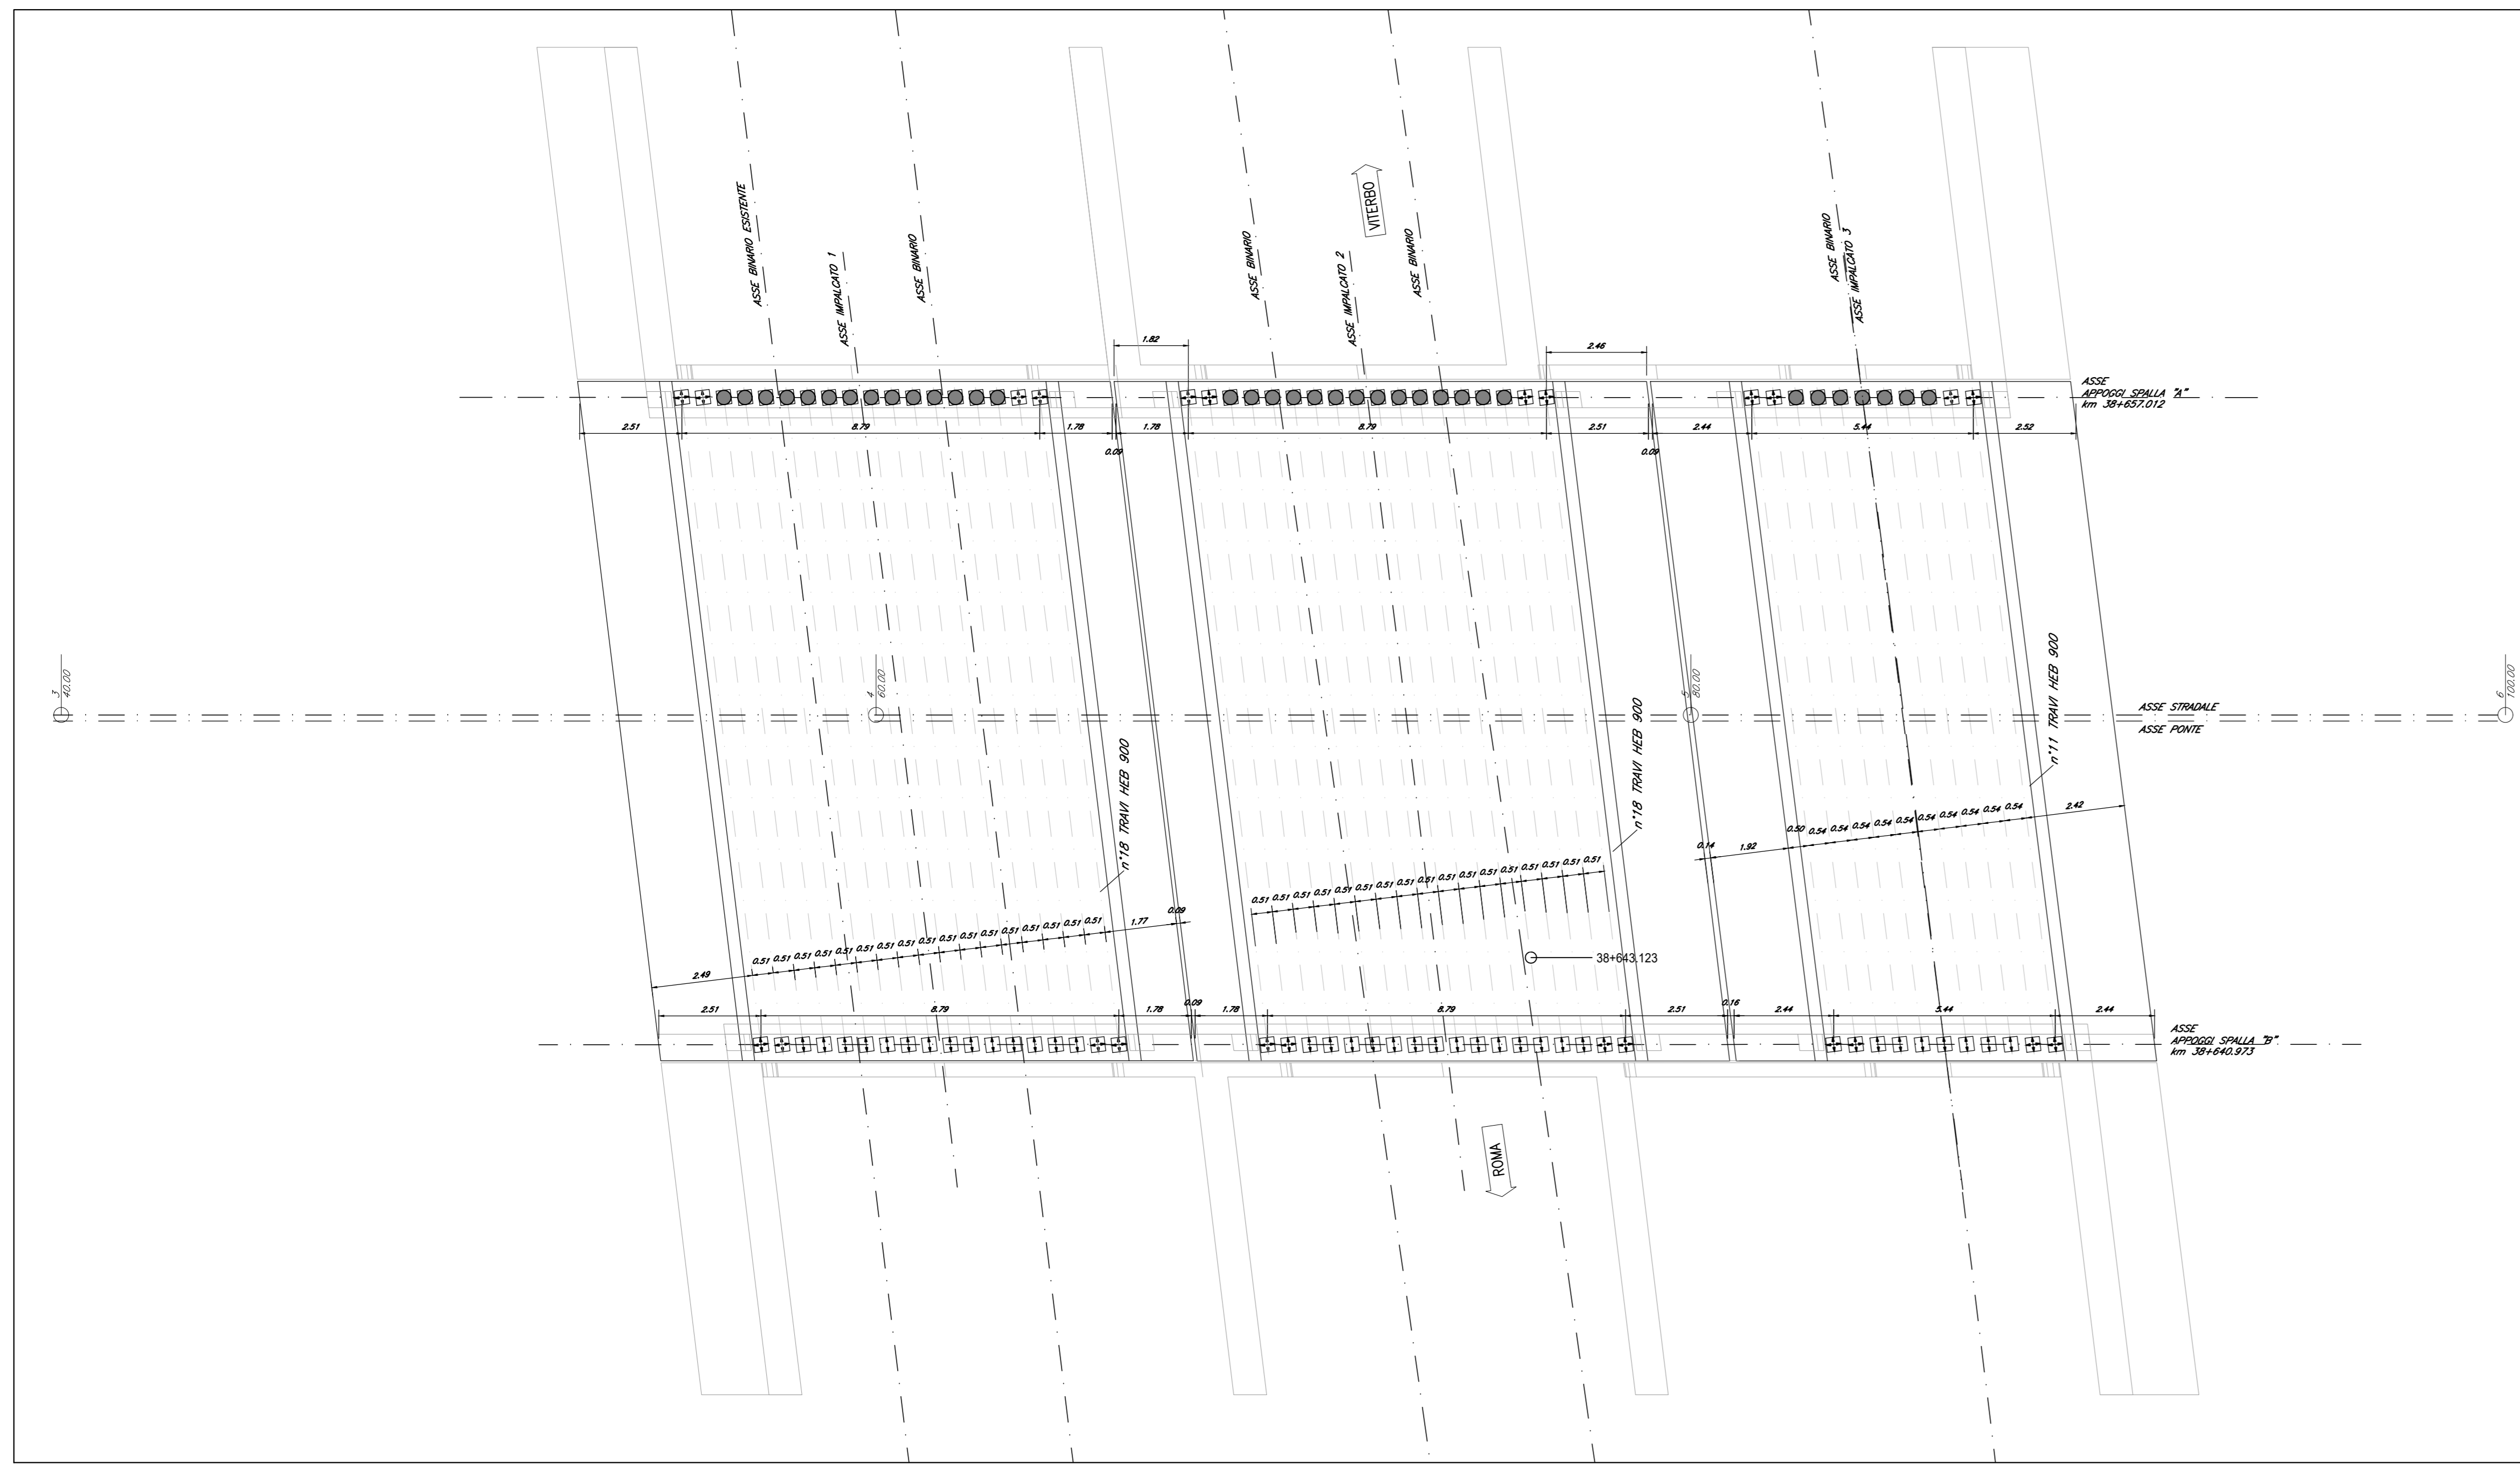 ASSE BINARIO ESISTENTE
ASSE IMPALCATO 1
ASSE BINARIO
ASSE BINARIO
ASSE IMPALCATO 2
VITERBO
ASSE BINARIO
ASSE BINARIO
ASSE IMPALCATO 3
1.82
2.46
ASSE
APPOGGI SPALLA "A"
km 38+657.012
2.51
8.79
1.78
0.09
1.78
8.79
2.51
0.09
2.44
5.44
2.52
3
40.00
4
60.00
5
80.00
6
100.00
ASSE STRADALE
ASSE PONTE
n°18 TRAVI HEB 900
n°18 TRAVI HEB 900
n°11 TRAVI HEB 900
0.14
1.92
0.50 0.54 0.54 0.54 0.54 0.54 0.54 0.54 0.54 0.54 0.54
2.42
0.51 0.51 0.51 0.51 0.51 0.51 0.51 0.51 0.51 0.51 0.51 0.51 0.51 0.51 0.51 0.51 0.51
2.49
0.51 0.51 0.51 0.51 0.51 0.51 0.51 0.51 0.51 0.51 0.51 0.51 0.51 0.51 0.51 0.51 0.51
1.77
0.09
38+643.123
2.51
8.79
1.78
0.09
1.78
8.79
2.51
0.16
2.44
5.44
2.44
ASSE
APPOGGI SPALLA "B"
km 38+640.973
ROMA